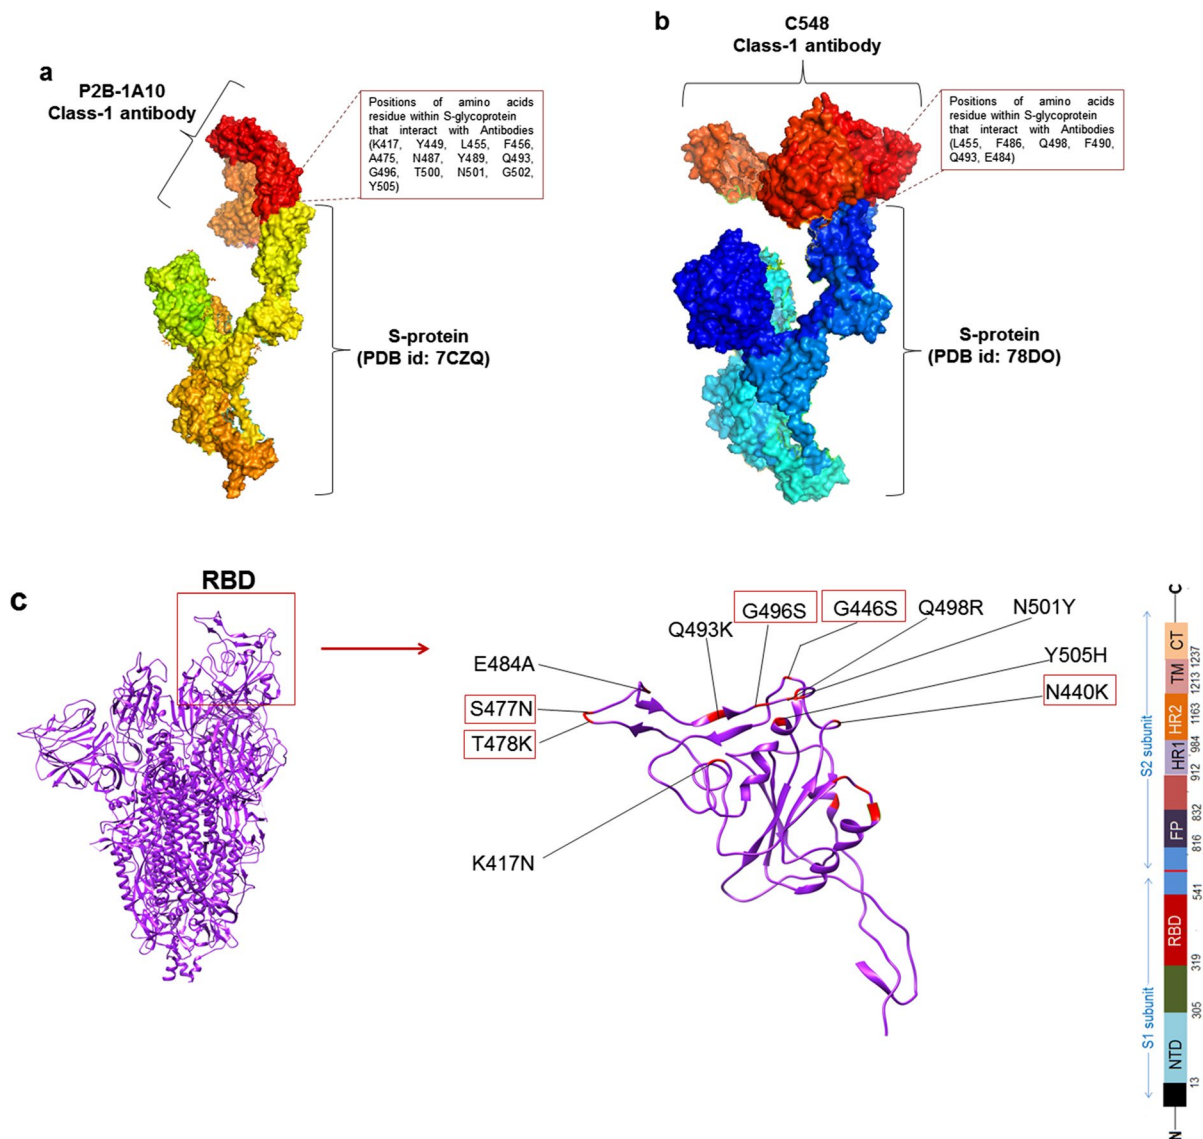 a
P2B-1A10
Class-1 antibody
Positions of amino acids
residue within S-glycoprotein
that interact with Antibodies
(K417, Y449, L455, F456,
A475, N487, Y489, Q493,
G496, T500, N501, G502,
Y505)
S-protein
(PDB id: 7CZQ)
b
C548
Class-1 antibody
Positions of amino acids
residue within S-glycoprotein
that interact with Antibodies
(L455, F486, Q498, F490,
Q493, E484)
S-protein
(PDB id: 78DO)
c
RBD
G496S
G446S
Q498R
N501Y
Q493K
E484A
Y505H
S477N
N440K
T478K
K417N
C
CT
1237
TM
1213
HR2
1163
HR1
984
912
832
FP
816
S2 subunit
541
RBD
319
305
S1 subunit
NTD
13
N